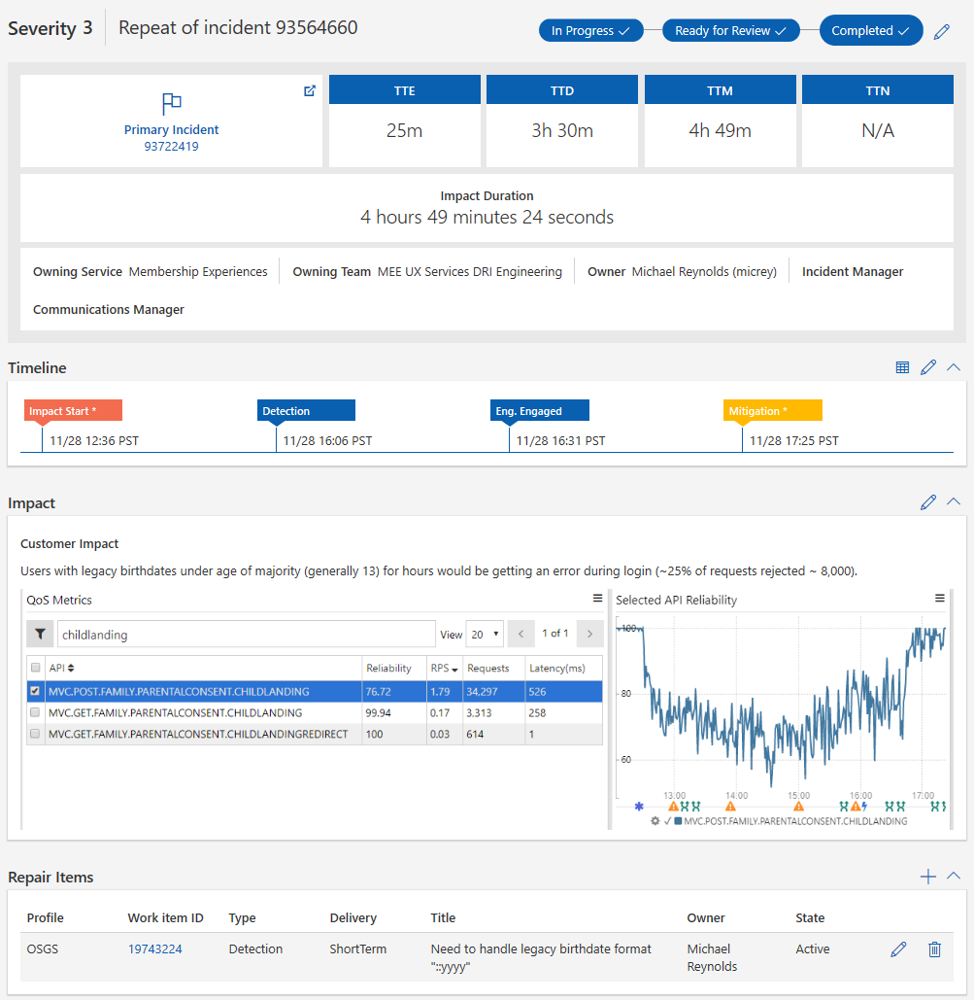 Severity 3 Repeat of incident 93564660 In Progress Ready for Review Completed
Primary Incident
93722419
TTE
25m
TTD
3h 30m
TTM
4h 49m
TTN
N/A
Impact Duration
4 hours 49 minutes 24 seconds
Owning Service Membership Experiences Owning Team MEE UX Services DRI Engineering Owner Michael Reynolds (micrey) Incident Manager
Communications Manager
Timeline
Impact Start * Detection Eng. Engaged Mitigation *
11/28 12:36 PST 11/28 16:06 PST 11/28 16:31 PST 11/28 17:25 PST
Impact
Customer Impact
Users with legacy birthdates under age of majority (generally 13) for hours would be getting an error during login (~25% of requests rejected ~ 8,000).
QoS Metrics
childlanding View 20 1 of 1
API Reliability RPS Requests Latency(ms)
MVC.POST.FAMILY.PARENTALCONSENT.CHILDLANDING 76.72 1.79 34,297 526
MVC.GET.FAMILY.PARENTALCONSENT.CHILDLANDING 99.94 0.17 3,313 258
MVC.GET.FAMILY.PARENTALCONSENT.CHILDLANDINGREDIRECT 100 0.03 614 1
Selected API Reliability
100
80
60
13:00 14:00 15:00 16:00 17:00
MVC.POST.FAMILY.PARENTALCONSENT.CHILDLANDING
Repair Items
Profile Work item ID Type Delivery Title Owner State
OSGS 19743224 Detection ShortTerm Need to handle legacy birthdate format Michael Active
"::yyyy" Reynolds